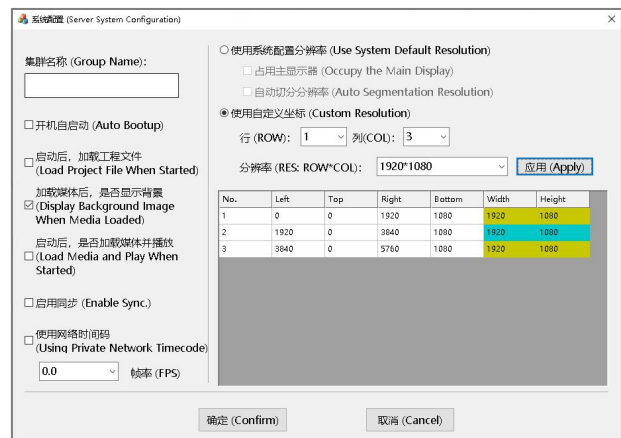 系统配置 (Server System Configuration)
集群名称 (Group Name):
开机自启动 (Auto Bootup)
启动后，加载工程文件
(Load Project File When Started)
加载媒体后，是否显示背景
(Display Background Image
When Media Loaded)
启动后，是否加载媒体并播放
(Load Media and Play When
Started)
启用同步 (Enable Sync.)
使用网络时间码
(Using Private Network Timecode)
0.0 帧率 (FPS)
使用系统配置分辨率 (Use System Default Resolution)
占用主显示器 (Occupy the Main Display)
自动切分分辨率 (Auto Segmentation Resolution)
使用自定义坐标 (Custom Resolution)
行 (ROW): 1 列(COL): 3
分辨率 (RES: ROW*COL): 1920*1080 应用 (Apply)
No. Left Top Right Bottom Width Height
1 0 0 1920 1080 1920 1080
2 1920 0 3840 1080 1920 1080
3 3840 0 5760 1080 1920 1080
确定 (Confirm) 取消 (Cancel)